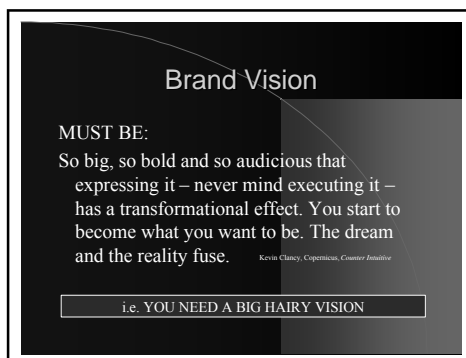 Brand Vision
MUST BE:
So big, so bold and so audicious that
expressing it – never mind executing it –
has a transformational effect. You start to
become what you want to be. The dream
and the reality fuse. Kevin Clancy, Copernicus, Counter Intuitive
i.e. YOU NEED A BIG HAIRY VISION